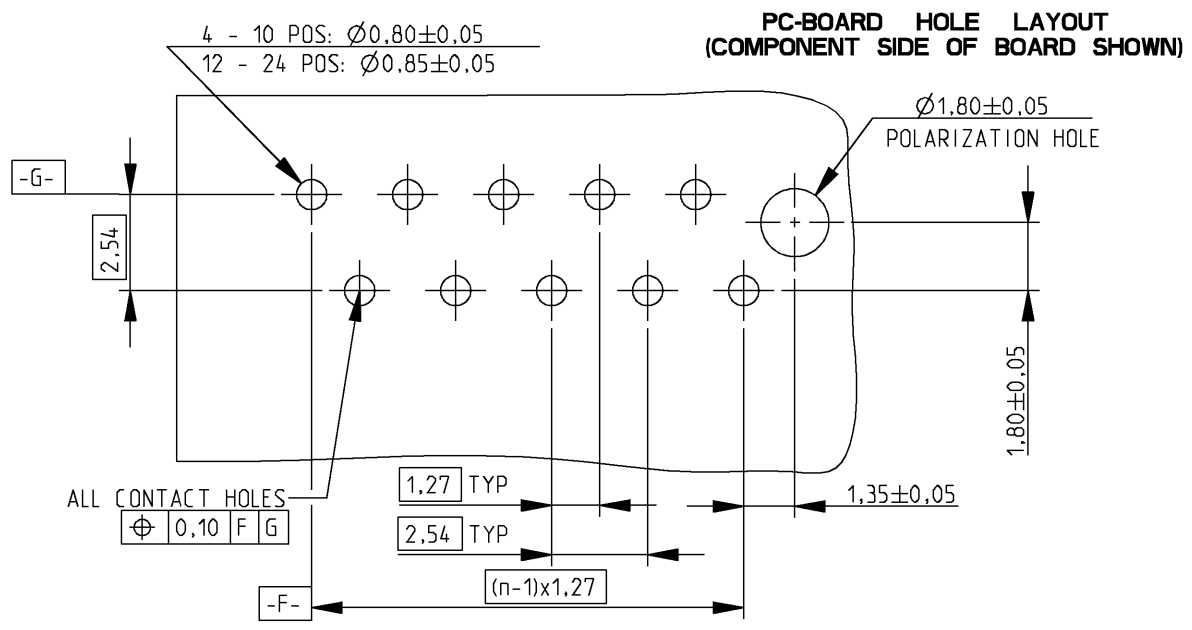 PC-BOARD HOLE LAYOUT
(COMPONENT SIDE OF BOARD SHOWN)
4 - 10 POS: Ø0,80±0,05
12 - 24 POS: Ø0,85±0,05
Ø1,80±0,05
POLARIZATION HOLE
-G-
2,54
1,80±0,05
ALL CONTACT HOLES
⌖ 0,10 F G
1,27 TYP
1,35±0,05
2,54 TYP
(n-1)x1,27
-F-